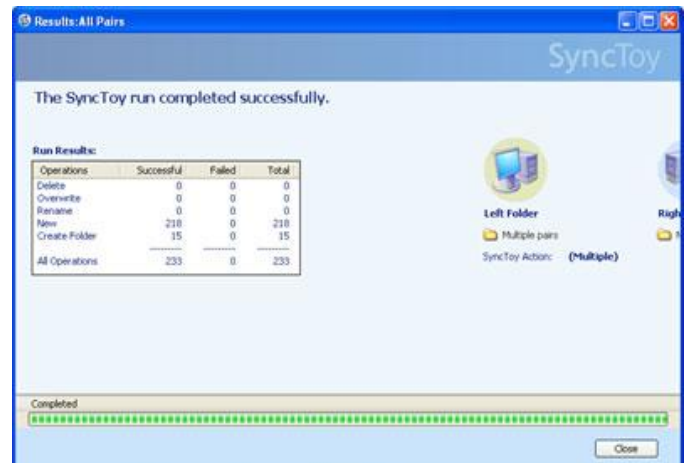 Results:All Pairs
SyncToy
The SyncToy run completed successfully.
Run Results:
Operations Successful Failed Total
Delete 0 0 0
Overwrite 0 0 0
Rename 0 0 0
New 218 0 218
Create Folder 15 0 15
All Operations 233 0 233
Left Folder
Multiple pairs
SyncToy Action: (Multiple)
Righ
Completed
Close